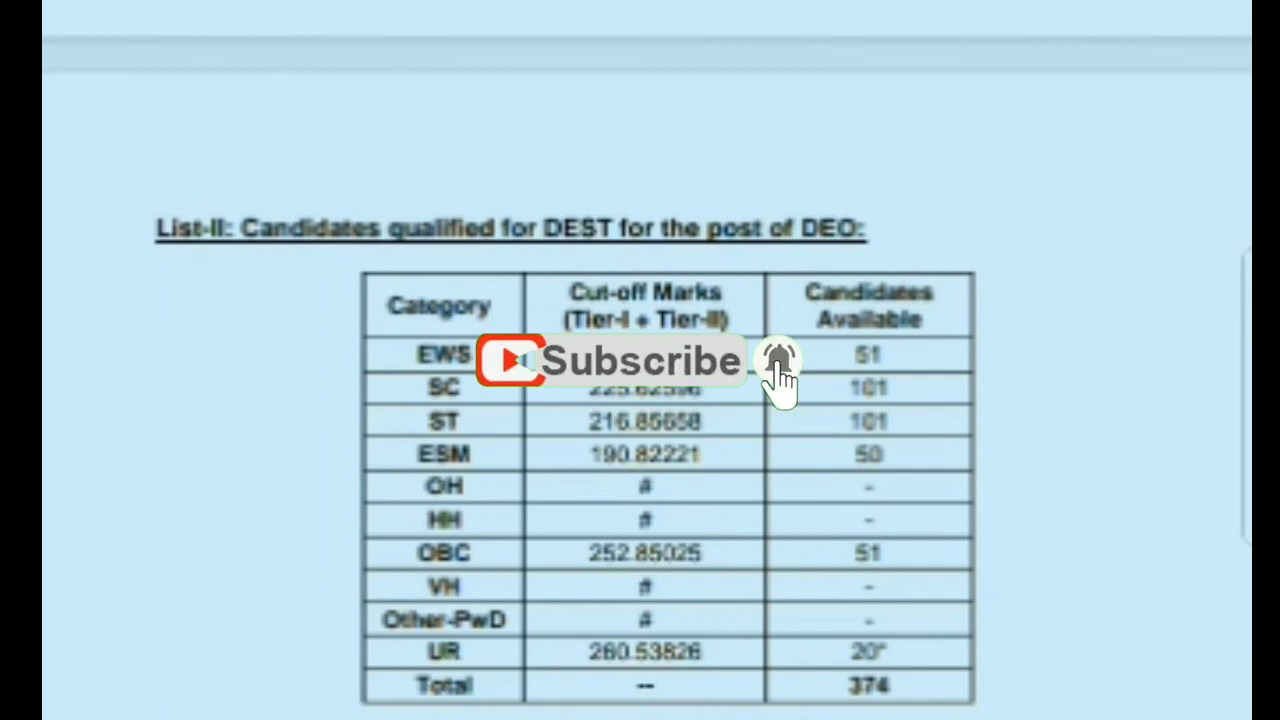 List-II: Candidates qualified for DEST for the post of DEO:
Category Cut-off Marks (Tier-I + Tier-II) Candidates Available
EWS 51
Subscribe
SC 225.62596 101
ST 216.85658 101
ESM 190.82221 50
OH # -
HH # -
OBC 252.85025 51
VH # -
Other-PwD # -
UR 260.53826 20*
Total -- 374